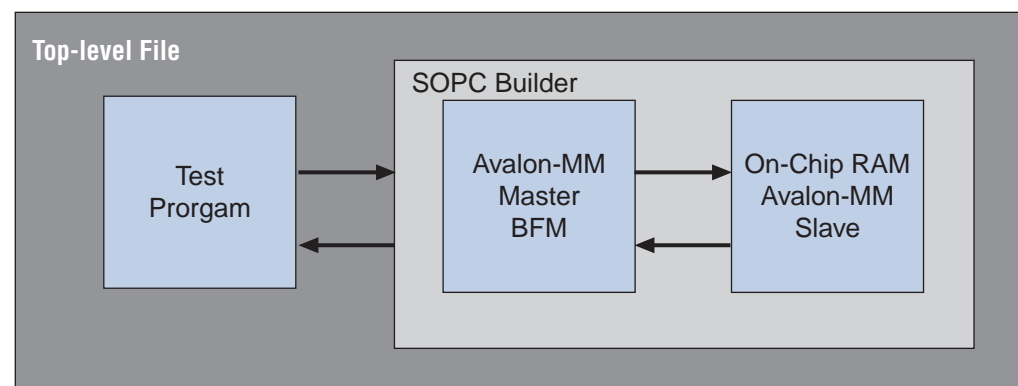 Top-level File
SOPC Builder
Test
Prorgam
Avalon-MM
Master
BFM
On-Chip RAM
Avalon-MM
Slave